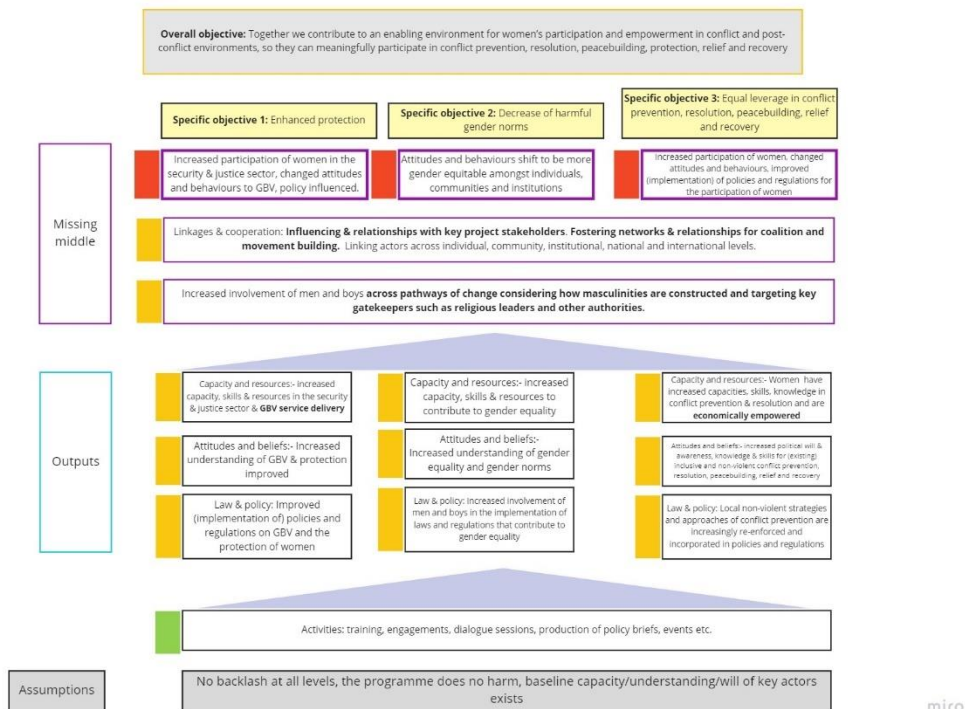 Overall objective: Together we contribute to an enabling environment for women's participation and empowerment in conflict and post-
conflict environments, so they can meaningfully participate in conflict prevention, resolution, peacebuilding, protection, relief and recovery
Specific objective 1: Enhanced protection
Specific objective 2: Decrease of harmful
gender norms
Specific objective 3: Equal leverage in conflict
prevention, resolution, peacebuilding, relief
and recovery
Missing
middle
Increased participation of women in the
security & justice sector, changed attitudes
and behaviours to GBV, policy influenced.
Attitudes and behaviours shift to be more
gender equitable amongst individuals,
communities and institutions
Increased participation of women, changed
attitudes and behaviours, improved
(implementation) of policies and regulations for
the participation of women
Linkages & cooperation: Influencing & relationships with key project stakeholders. Fostering networks & relationships for coalition and
movement building. Linking actors across individual, community, institutional, national and international levels.
Increased involvement of men and boys across pathways of change considering how masculinities are constructed and targeting key
gatekeepers such as religious leaders and other authorities.
Outputs
Capacity and resources:- increased
capacity, skills & resources in the security
& justice sector & GBV service delivery
Capacity and resources:- increased
capacity, skills & resources to
contribute to gender equality
Capacity and resources:- Women have
increased capacities, skills, knowledge in
conflict prevention & resolution and are
economically empowered
Attitudes and beliefs:- Increased
understanding of GBV & protection
improved
Attitudes and beliefs:-
Increased understanding of gender
equality and gender norms
Attitudes and beliefs:- increased political will &
awareness, knowledge & skills for (existing)
inclusive and non-violent conflict prevention,
resolution, peacebuilding, relief and recovery
Law & policy: Improved
(implementation of) policies and
regulations on GBV and the
protection of women
Law & policy: Increased involvement of
men and boys in the implementation of
laws and regulations that contribute to
gender equality
Law & policy: Local non-violent strategies
and approaches of conflict prevention are
increasingly re-enforced and
incorporated in policies and regulations
Activities: training, engagements, dialogue sessions, production of policy briefs, events etc.
Assumptions
No backlash at all levels, the programme does no harm, baseline capacity/understanding/will of key actors
exists
miro